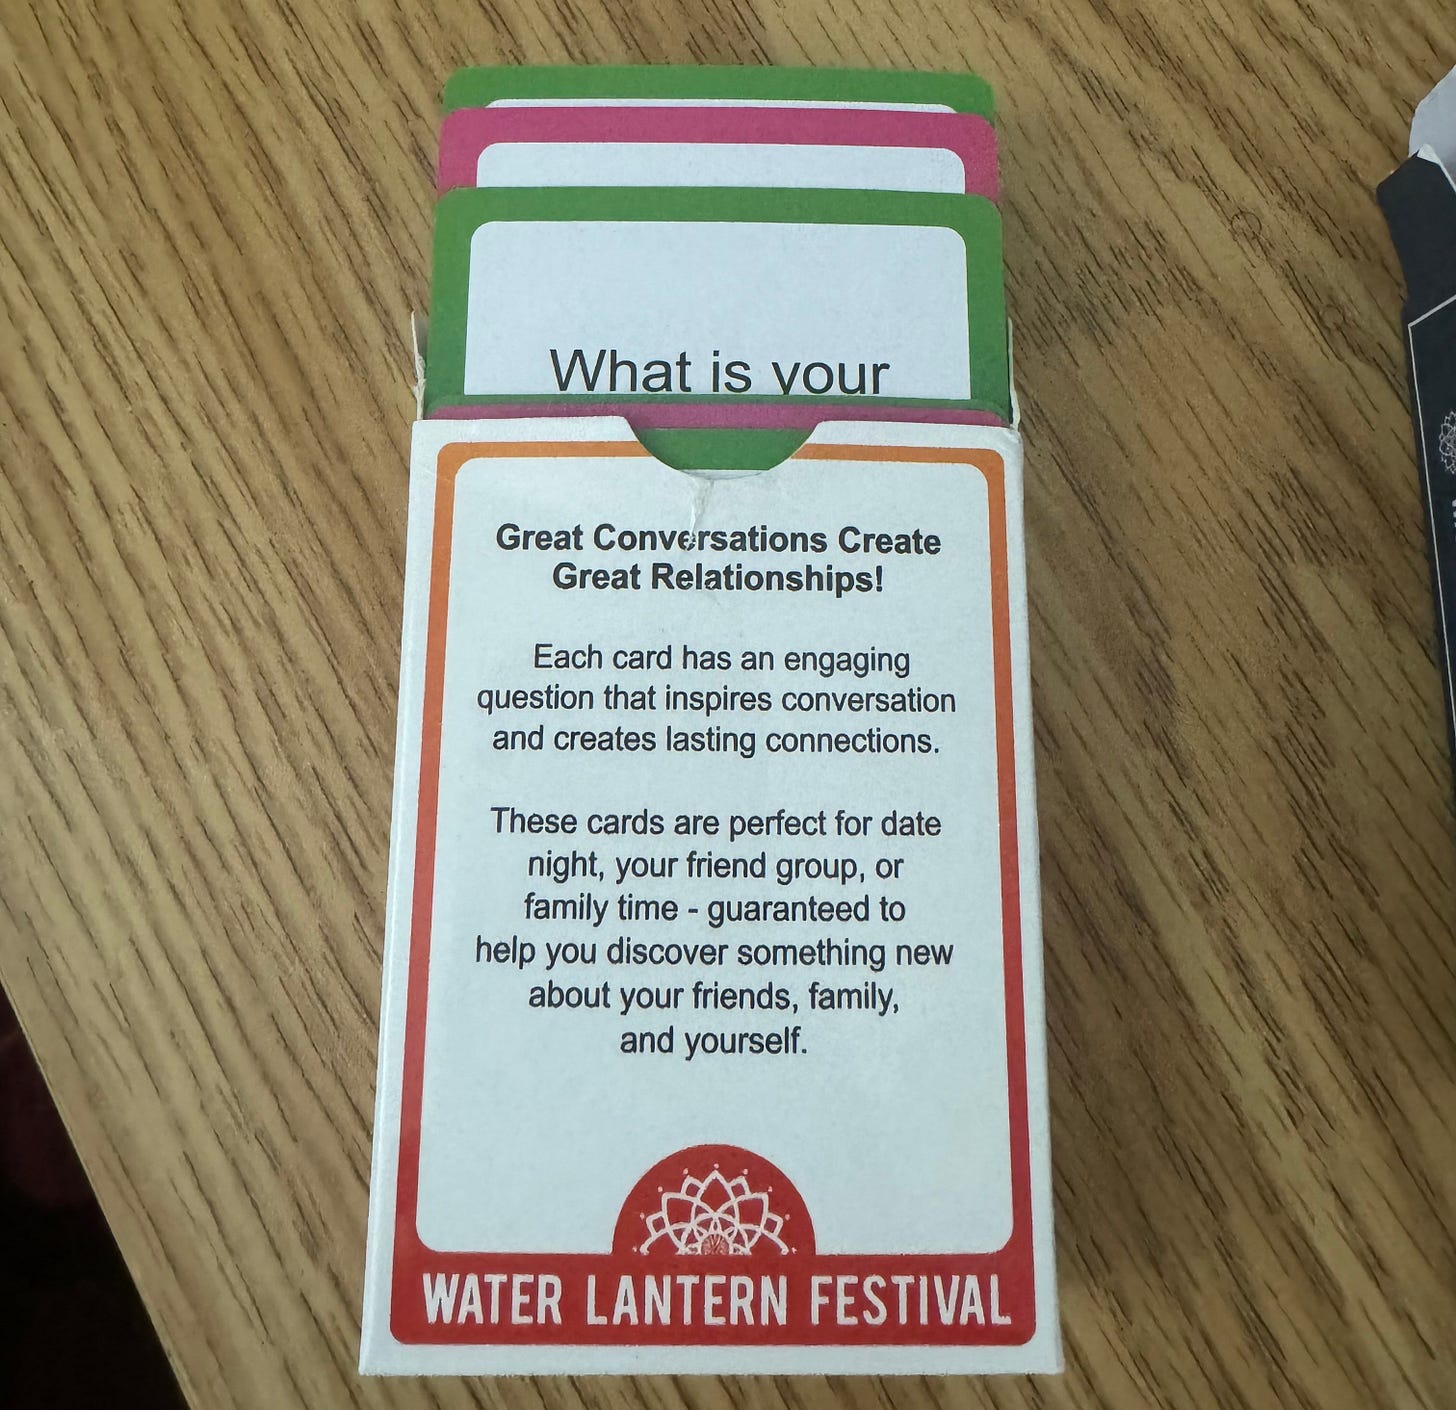 What is your
Great Conversations Create
Great Relationships!
Each card has an engaging
question that inspires conversation
and creates lasting connections.
These cards are perfect for date
night, your friend group, or
family time - guaranteed to
help you discover something new
about your friends, family,
and yourself.
WATER LANTERN FESTIVAL